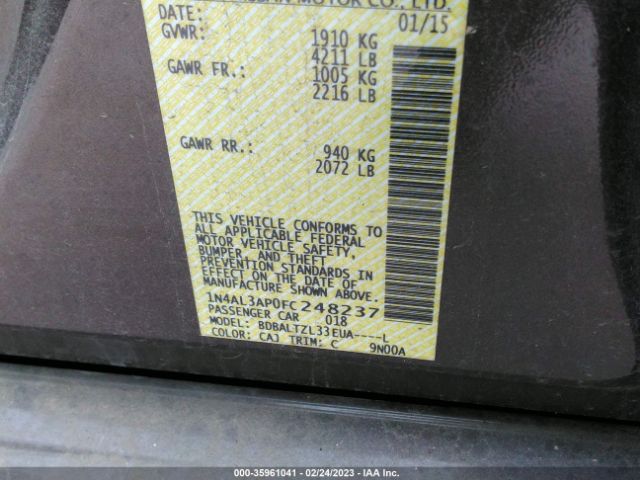 MOTOR CO., LTD.
DATE: 01/15
GVWR: 1910 KG
4211 LB
GAWR FR.: 1005 KG
2216 LB
GAWR RR.: 940 KG
2072 LB
THIS VEHICLE CONFORMS TO
ALL APPLICABLE FEDERAL
MOTOR VEHICLE SAFETY,
BUMPER, AND THEFT
PREVENTION STANDARDS IN
EFFECT ON THE DATE OF
MANUFACTURE SHOWN ABOVE.
1N4AL3AP0FC248237
PASSENGER CAR 018
MODEL: BDBALTZL33EUA----L
COLOR: CAJ TRIM: C 9N00A
000-35961041 - 02/24/2023 - IAA Inc.